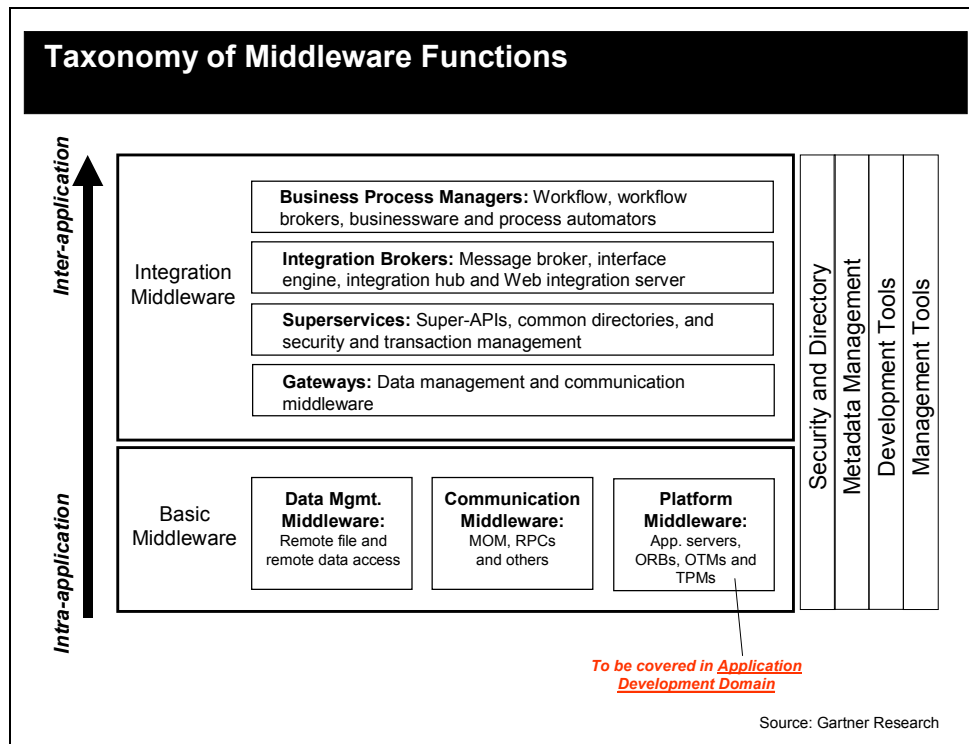 Taxonomy of Middleware Functions
Inter-application
Intra-application
Integration
Middleware
Business Process Managers: Workflow, workflow
brokers, businessware and process automators
Integration Brokers: Message broker, interface
engine, integration hub and Web integration server
Superservices: Super-APIs, common directories, and
security and transaction management
Gateways: Data management and communication
middleware
Basic
Middleware
Data Mgmt.
Middleware:
Remote file and
remote data access
Communication
Middleware:
MOM, RPCs
and others
Platform
Middleware:
App. servers,
ORBs, OTMs and
TPMs
Security and Directory
Metadata Management
Development Tools
Management Tools
To be covered in Application
Development Domain
Source: Gartner Research